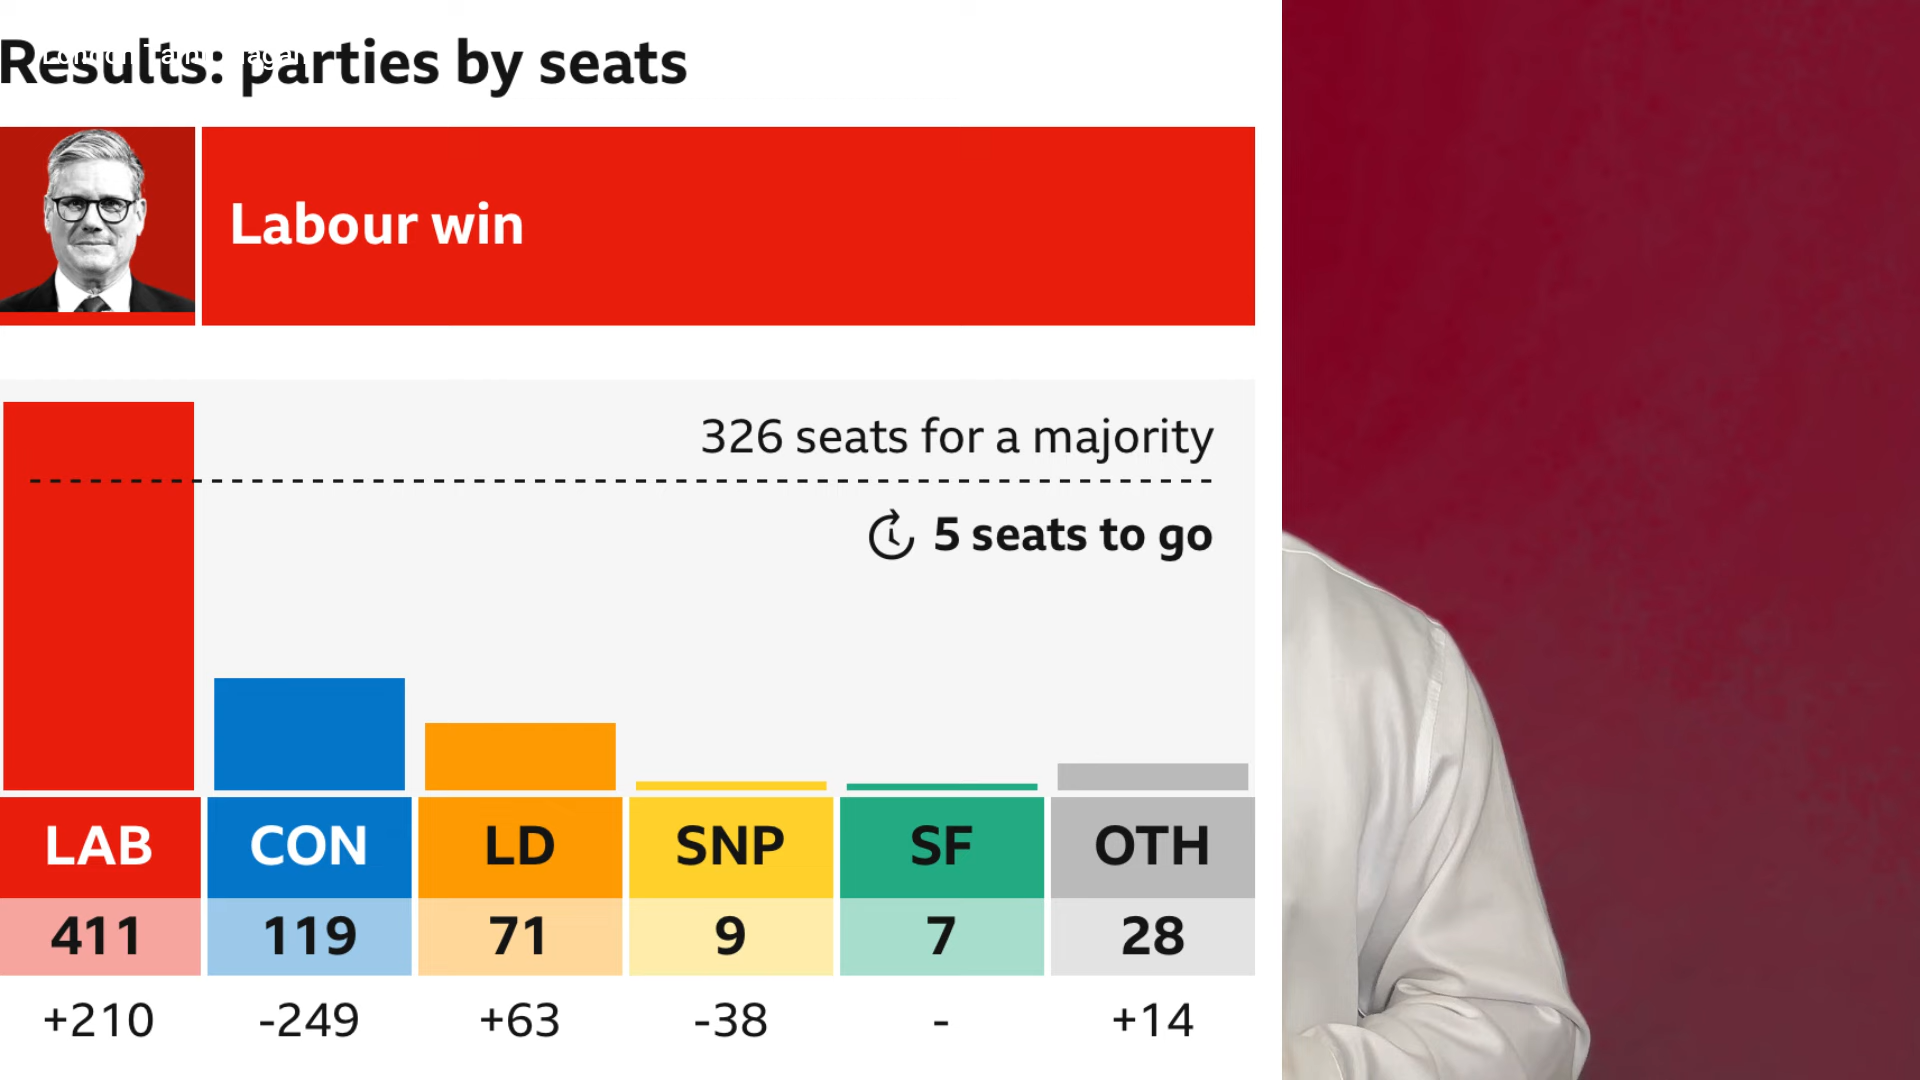 Results: parties by seats
Labour win
326 seats for a majority
5 seats to go
LAB CON LD SNP SF OTH
411 119 71 9 7 28
+210 -249 +63 -38 - +14